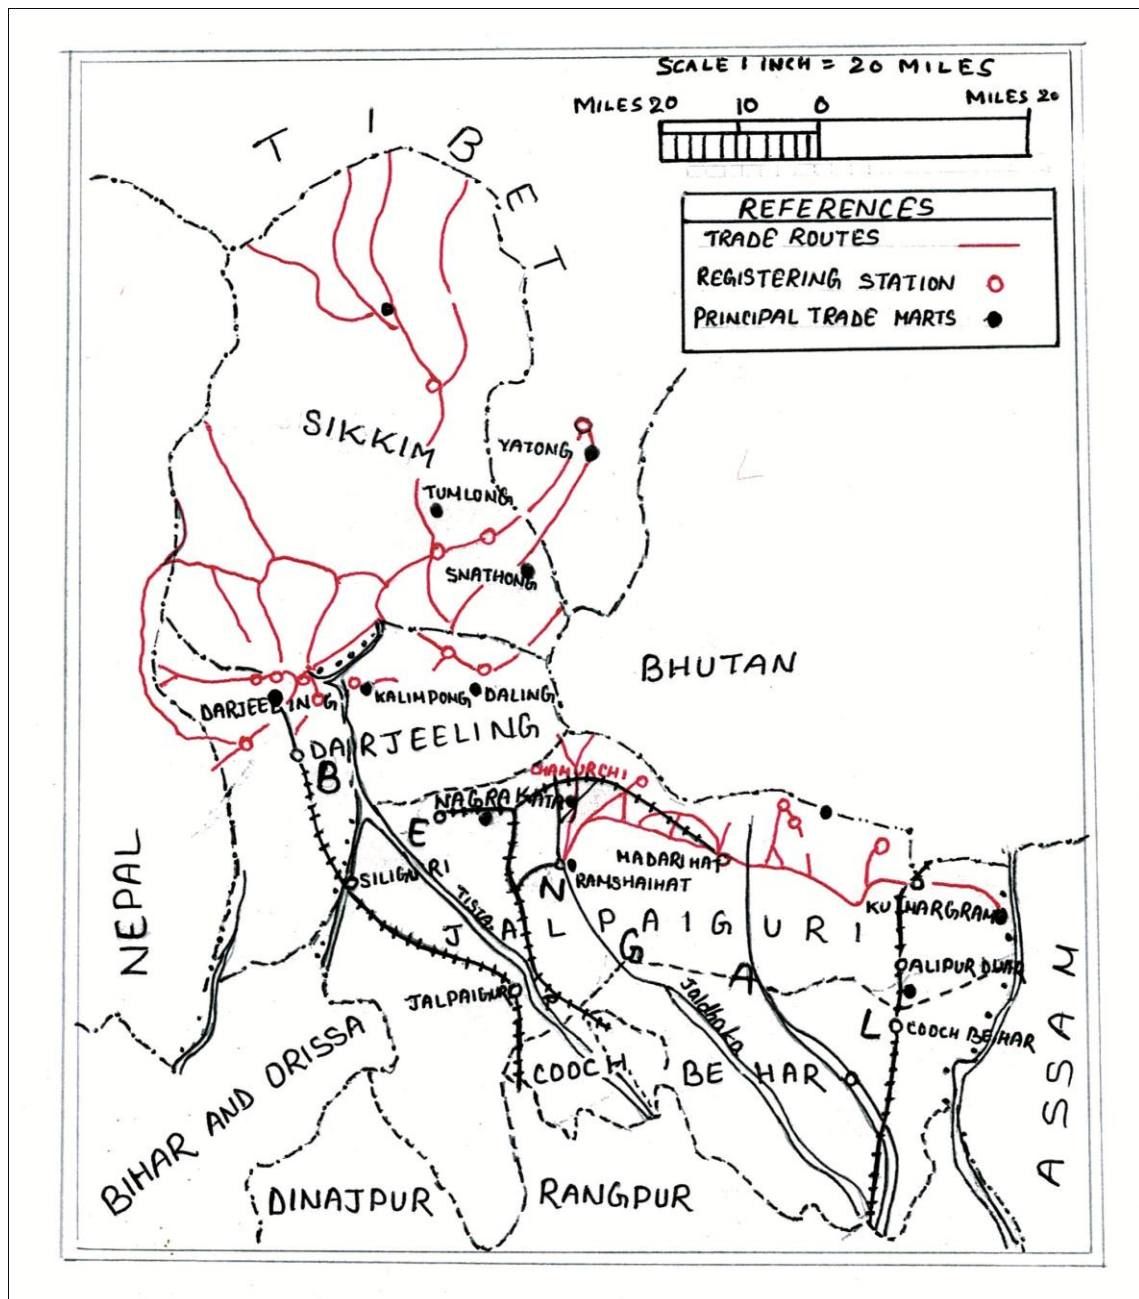 SCALE 1 INCH = 20 MILES
MILES 20 10 0 MILES 20
REFERENCES
TRADE ROUTES
REGISTERING STATION
PRINCIPAL TRADE MARTS
TIBET
SIKKIM
YATONG
TUMLONG
SNATHONG
BHUTAN
DARJEELING
KALIMPONG
DALING
DARJEELING
CHAMURCHI
NAGRAKATA
BENGAL
NEPAL
SILIGURI
MADARIHAT
RAMSHAIHAT
KUMARGRAM
TISTA
JALPAIGURI
ALIPUR DUAR
JALPAIGURI
Jaldhaka
COOCH BEHAR
COOCH BEHAR
ASSAM
BIHAR AND ORISSA
DINAJPUR
RANGPUR